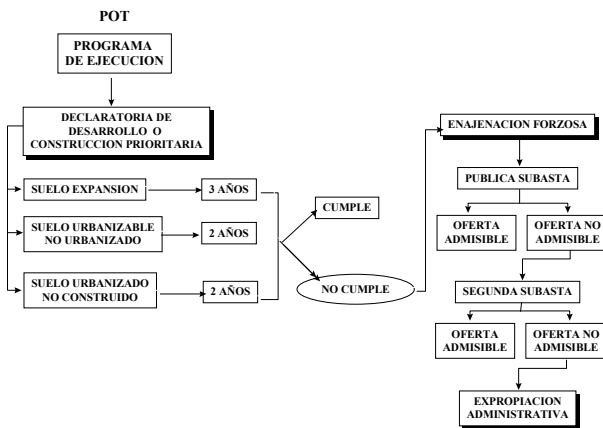 POT
PROGRAMA
DE EJECUCION
DECLARATORIA DE
DESARROLLO O
CONSTRUCCION PRIORITARIA
SUELO EXPANSION
3 AÑOS
SUELO URBANIZABLE
NO URBANIZADO
2 AÑOS
SUELO URBANIZADO
NO CONSTRUIDO
2 AÑOS
CUMPLE
NO CUMPLE
ENAJENACION FORZOSA
PUBLICA SUBASTA
OFERTA
ADMISIBLE
OFERTA NO
ADMISIBLE
SEGUNDA SUBASTA
OFERTA
ADMISIBLE
OFERTA NO
ADMISIBLE
EXPROPIACION
ADMINISTRATIVA